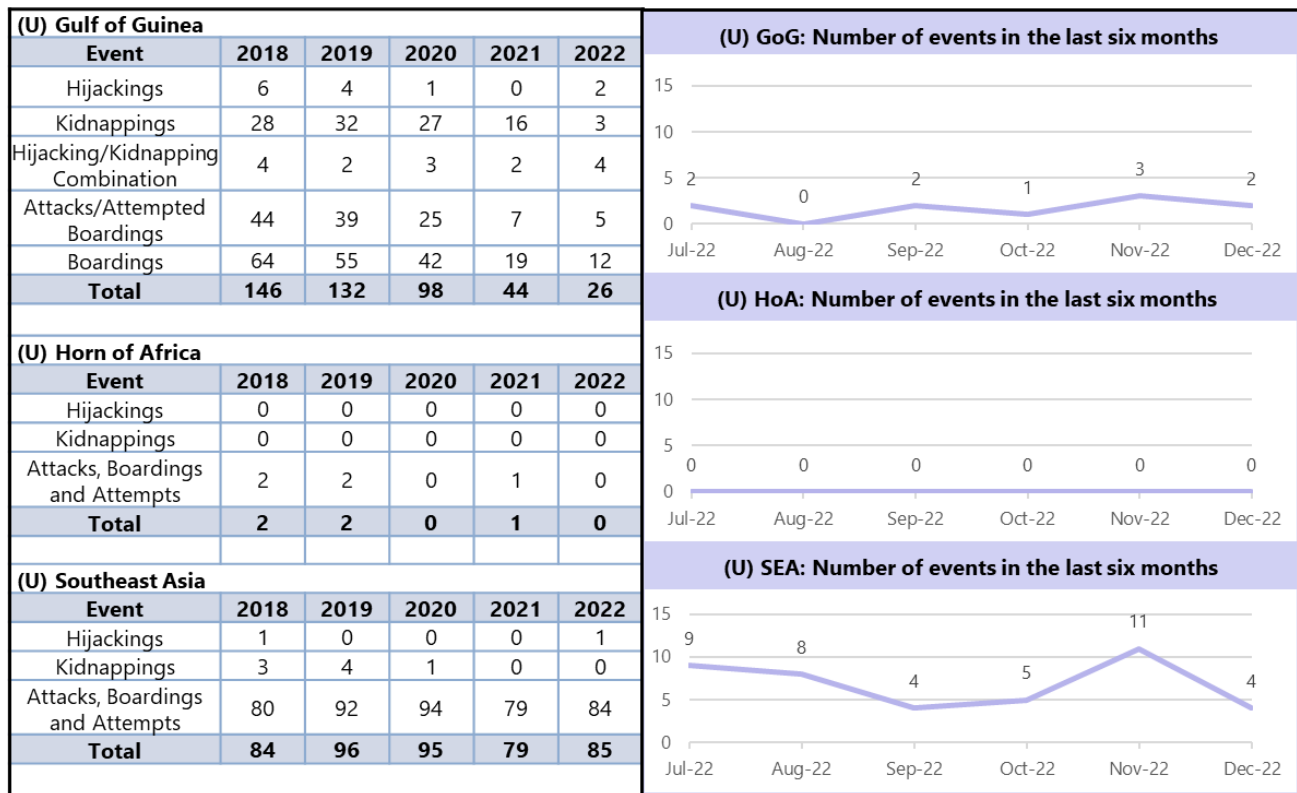 (U) Gulf of Guinea
Event 2018 2019 2020 2021 2022
Hijackings 6 4 1 0 2
Kidnappings 28 32 27 16 3
Hijacking/Kidnapping
Combination 4 2 3 2 4
Attacks/Attempted
Boardings 44 39 25 7 5
Boardings 64 55 42 19 12
Total 146 132 98 44 26
(U) Horn of Africa
Event 2018 2019 2020 2021 2022
Hijackings 0 0 0 0 0
Kidnappings 0 0 0 0 0
Attacks, Boardings
and Attempts 2 2 0 1 0
Total 2 2 0 1 0
(U) Southeast Asia
Event 2018 2019 2020 2021 2022
Hijackings 1 0 0 0 1
Kidnappings 3 4 1 0 0
Attacks, Boardings
and Attempts 80 92 94 79 84
Total 84 96 95 79 85
(U) GoG: Number of events in the last six months
15
10
5
0
2 0 2 1 3 2
Jul-22 Aug-22 Sep-22 Oct-22 Nov-22 Dec-22
(U) HoA: Number of events in the last six months
15
10
5
0
0 0 0 0 0 0
Jul-22 Aug-22 Sep-22 Oct-22 Nov-22 Dec-22
(U) SEA: Number of events in the last six months
15
10
5
0
9 8 4 5 11 4
Jul-22 Aug-22 Sep-22 Oct-22 Nov-22 Dec-22